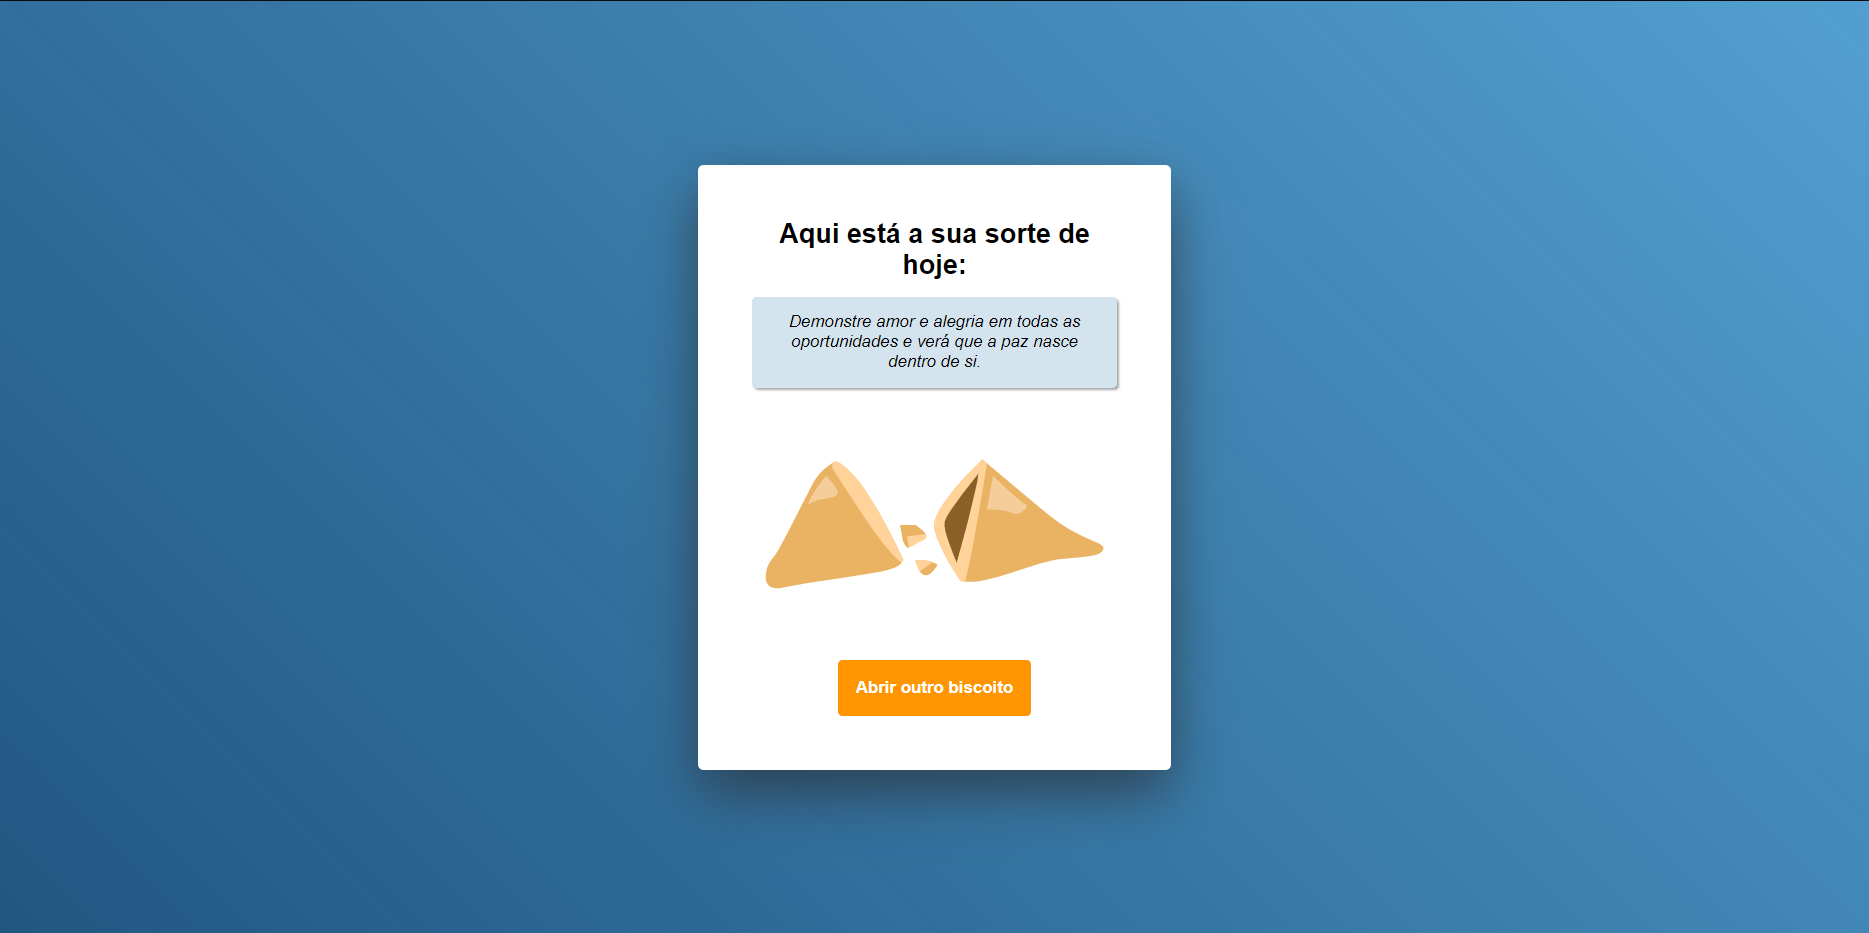 Aqui está a sua sorte de
hoje:
Demonstre amor e alegria em todas as
oportunidades e verá que a paz nasce
dentro de si.
Abrir outro biscoito